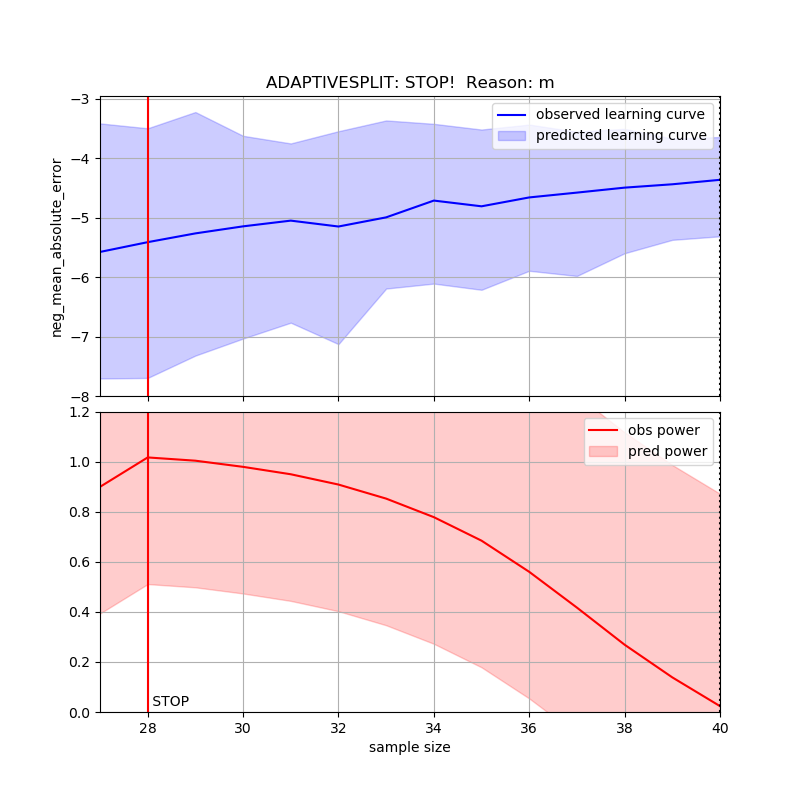 ADAPTIVESPLIT: STOP!  Reason: m
−3
−4
−5
−6
−7
−8
neg_mean_absolute_error
observed learning curve
predicted learning curve
1.2
1.0
0.8
0.6
0.4
0.2
0.0
obs power
pred power
STOP
28
30
32
34
36
38
40
sample size